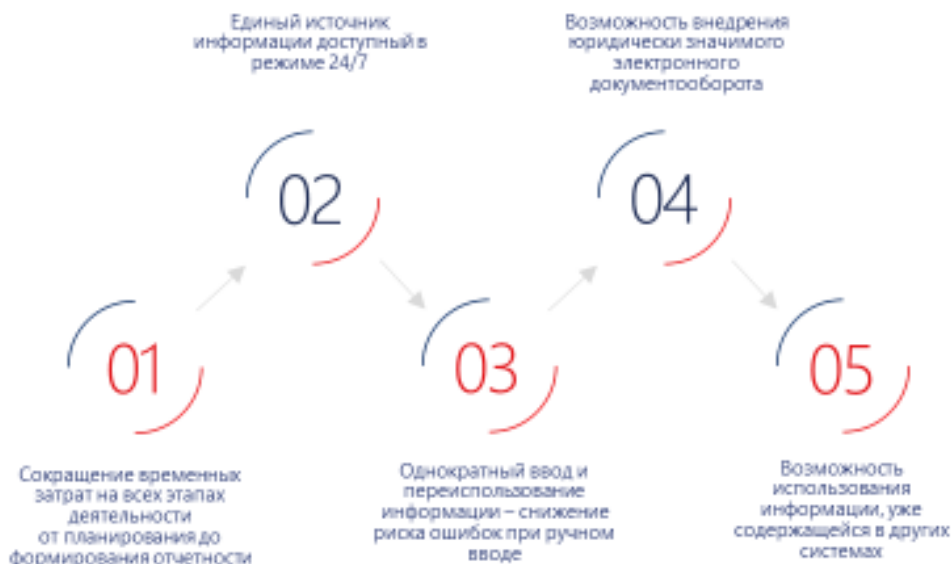 01
Сокращение временных
затрат на всех этапах
деятельности
от планирования до
формирования отчетности
02
Единый источник
информации доступный в
режиме 24/7
03
Однократный ввод и
переиспользование
информации – снижение
риска ошибок при ручном
вводе
04
Возможность внедрения
юридически значимого
электронного
документооборота
05
Возможность
использования
информации, уже
содержащейся в других
системах